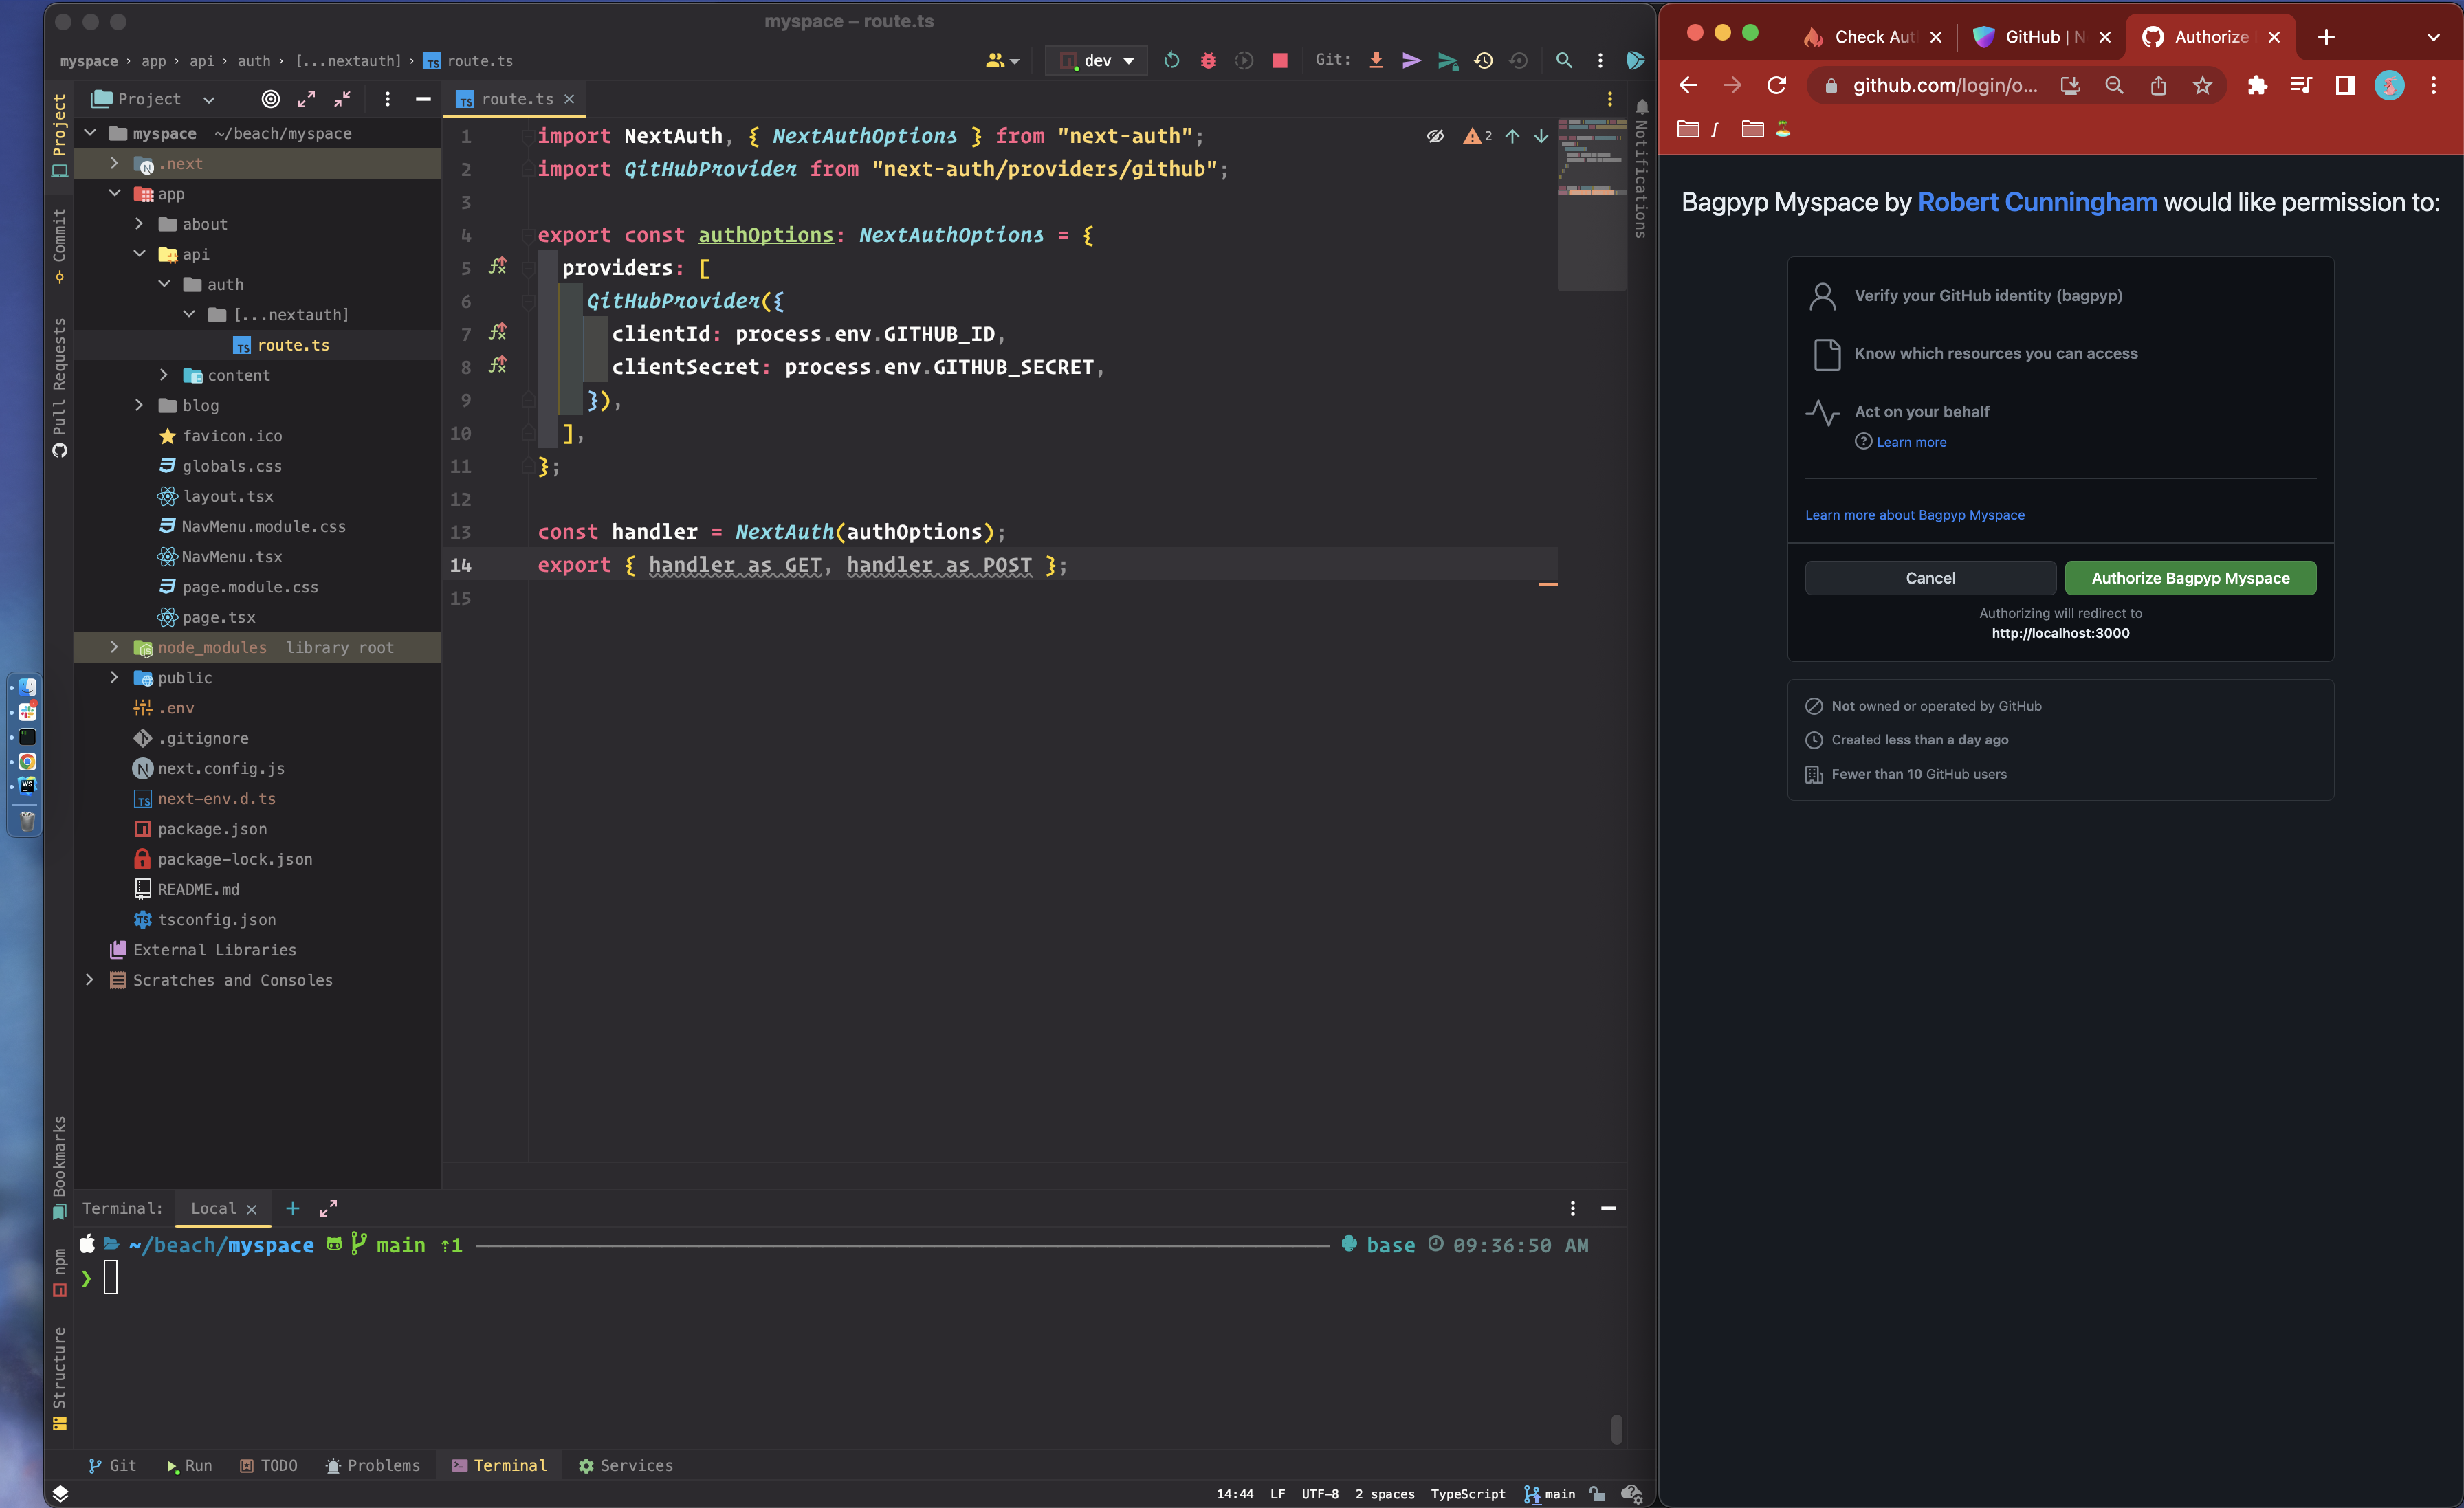 myspace – route.ts
myspace › app › api › auth › [...nextauth] › route.ts
dev
Git:
Project
route.ts
myspace ~/beach/myspace
.next
app
about
api
auth
[...nextauth]
route.ts
content
blog
favicon.ico
globals.css
layout.tsx
NavMenu.module.css
NavMenu.tsx
page.module.css
page.tsx
node_modules library root
public
.env
.gitignore
next.config.js
next-env.d.ts
package.json
package-lock.json
README.md
tsconfig.json
External Libraries
Scratches and Consoles
Project
Commit
Pull Requests
Bookmarks
npm
Structure
1 import NextAuth, { NextAuthOptions } from "next-auth";
2 import GitHubProvider from "next-auth/providers/github";
3
4 export const authOptions: NextAuthOptions = {
5 providers: [
6 GitHubProvider({
7 clientId: process.env.GITHUB_ID,
8 clientSecret: process.env.GITHUB_SECRET,
9 }),
10 ],
11 };
12
13 const handler = NextAuth(authOptions);
14 export { handler as GET, handler as POST };
15
2
Notifications
Terminal: Local
~/beach/myspace main ↑1 base 09:36:50 AM
❯
Git Run TODO Problems Terminal Services
14:44 LF UTF-8 2 spaces TypeScript main
Check Aut
GitHub | N
Authorize
github.com/login/o...
Bagpyp Myspace by Robert Cunningham would like permission to:
Verify your GitHub identity (bagpyp)
Know which resources you can access
Act on your behalf
Learn more
Learn more about Bagpyp Myspace
Cancel
Authorize Bagpyp Myspace
Authorizing will redirect to
http://localhost:3000
Not owned or operated by GitHub
Created less than a day ago
Fewer than 10 GitHub users